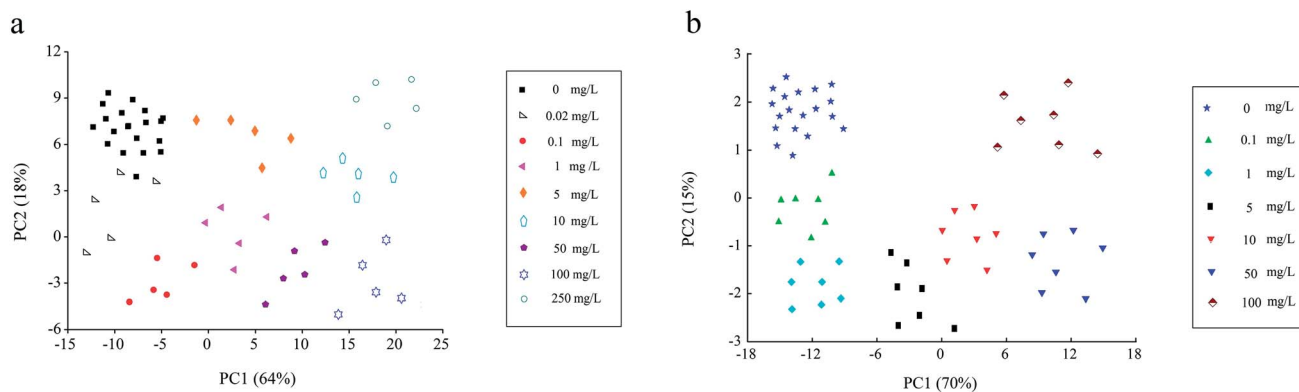 a
12
9
6
3
0
-3
-6
PC2 (18%)
-15 -10 -5 0 5 10 15 20 25
PC1 (64%)
0 mg/L
0.02 mg/L
0.1 mg/L
1 mg /L
5 mg/L
10 mg/L
50 mg/L
100 mg/L
250 mg/L
b
3
2
1
0
-1
-2
-3
PC2 (15%)
-18 -12 -6 0 6 12 18
PC1 (70%)
0 mg/L
0.1 mg/L
1 mg/L
5 mg/L
10 mg/L
50 mg/L
100 mg/L